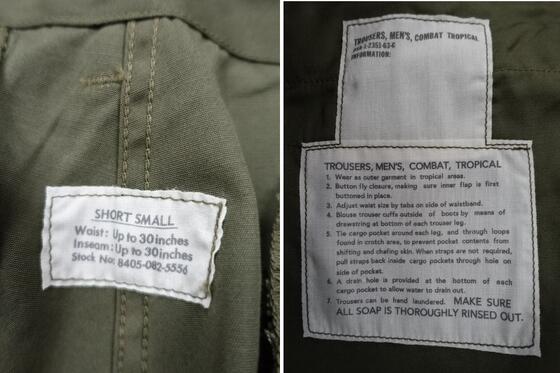 SHORT SMALL
Waist: Up to 30 inches
Inseam: Up to 30 inches
Stock No: 8405-082-5556
TROUSERS, MEN'S, COMBAT TROPICAL
DSA 1-2351-63-C
INFORMATION:
TROUSERS, MEN'S, COMBAT, TROPICAL
1. Wear as outer garment in tropical areas.
2. Button fly closure, making sure inner flap is first
buttoned in place.
3. Adjust waist size by tabs on side of waistband.
4. Blouse trouser cuffs outside of boots by means of
drawstring at bottom of each trouser leg.
5. Tie cargo pocket around each leg, and through loops
found in crotch area, to prevent pocket contents from
shifting and chafing skin. When straps are not required,
pull straps back inside cargo pockets through hole on
side of pocket.
6. A drain hole is provided at the bottom of each
cargo pocket to allow water to drain out.
7. Trousers can be hand laundered. MAKE SURE
ALL SOAP IS THOROUGHLY RINSED OUT.